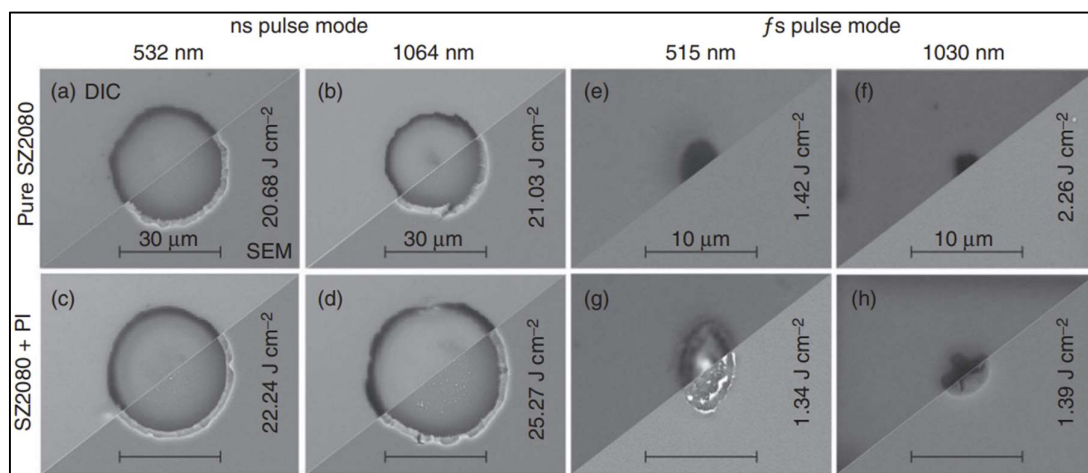 ns pulse mode
fs pulse mode
532 nm
1064 nm
515 nm
1030 nm
Pure SZ2080
(a) DIC
20.68 J cm⁻²
30 μm
SEM
(b)
21.03 J cm⁻²
30 μm
(e)
1.42 J cm⁻²
10 μm
(f)
2.26 J cm⁻²
10 μm
SZ2080 + PI
(c)
22.24 J cm⁻²
(d)
25.27 J cm⁻²
(g)
1.34 J cm⁻²
(h)
1.39 J cm⁻²